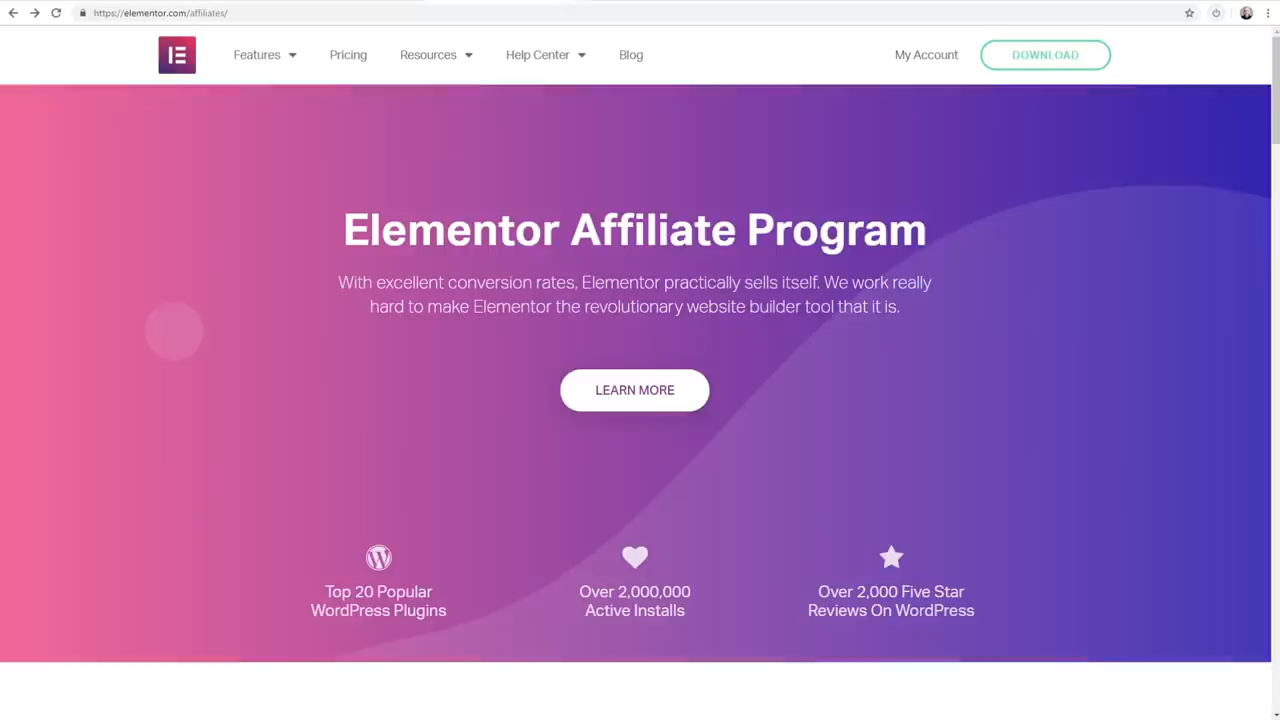 https://elementor.com/affiliates/
Features Pricing Resources Help Center Blog My Account DOWNLOAD
Elementor Affiliate Program
With excellent conversion rates, Elementor practically sells itself. We work really
hard to make Elementor the revolutionary website builder tool that it is.
LEARN MORE
Top 20 Popular
WordPress Plugins
Over 2,000,000
Active Installs
Over 2,000 Five Star
Reviews On WordPress